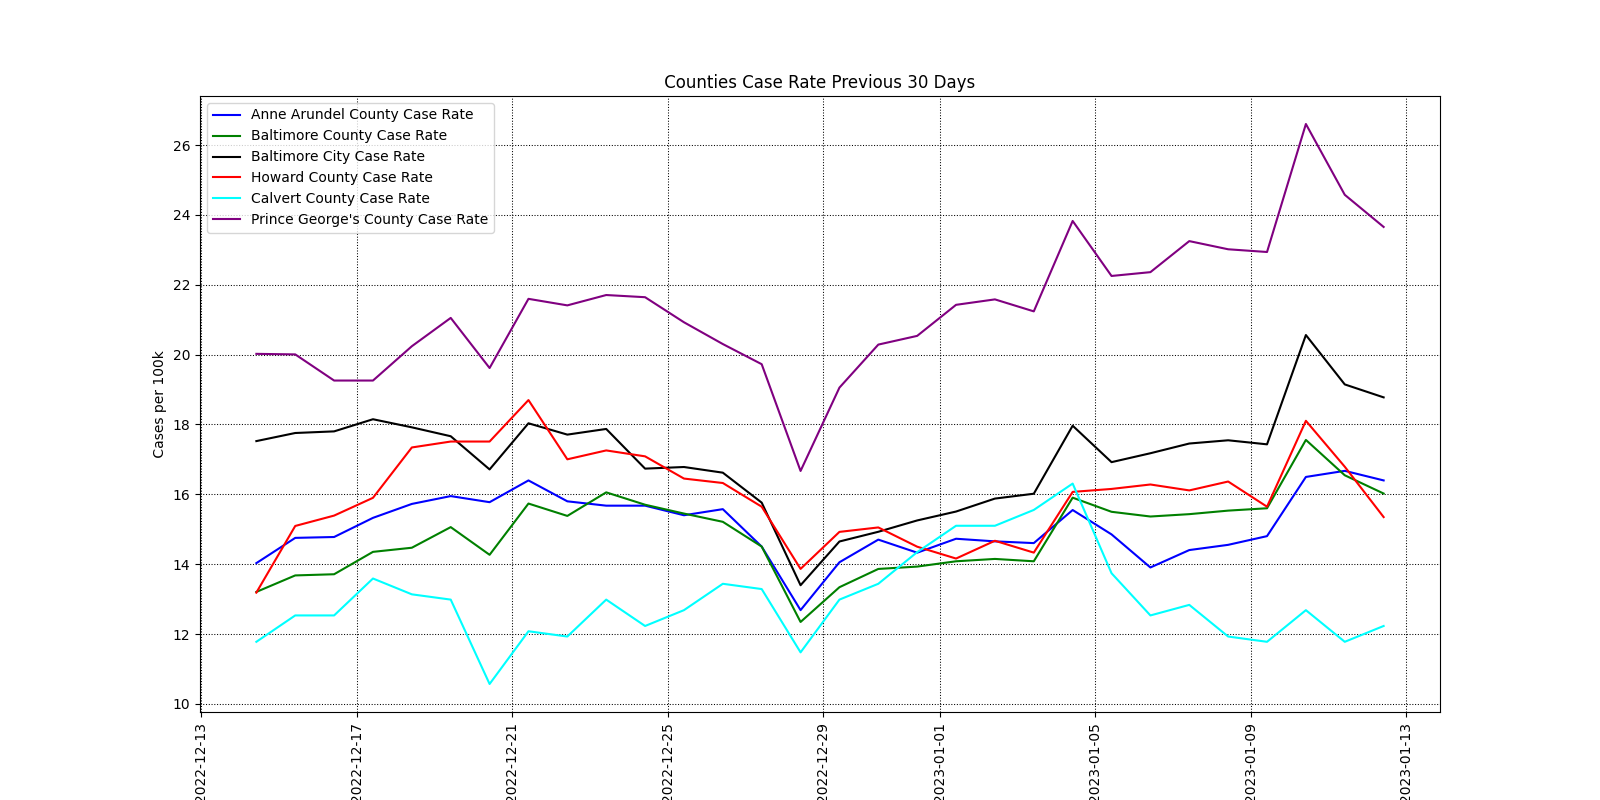 Counties Case Rate Previous 30 Days
Anne Arundel County Case Rate
Baltimore County Case Rate
Baltimore City Case Rate
Howard County Case Rate
Calvert County Case Rate
Prince George's County Case Rate
Cases per 100k
26
24
22
20
18
16
14
12
10
2022-12-13
2022-12-17
2022-12-21
2022-12-25
2022-12-29
2023-01-01
2023-01-05
2023-01-09
2023-01-13